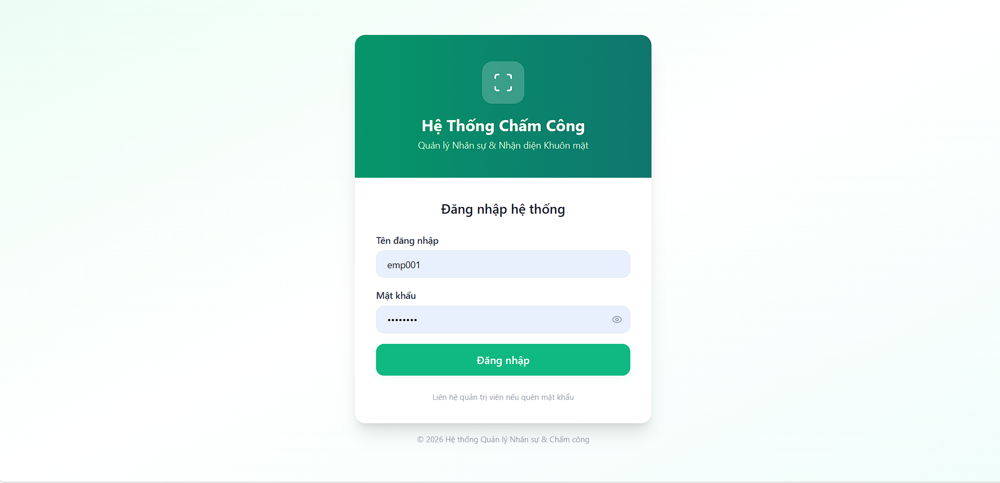 Hệ Thống Chấm Công
Quản lý Nhân sự & Nhận diện Khuôn mặt
Đăng nhập hệ thống
Tên đăng nhập
emp001
Mật khẩu
••••••••
Đăng nhập
Liên hệ quản trị viên nếu quên mật khẩu
© 2026 Hệ thống Quản lý Nhân sự & Chấm công